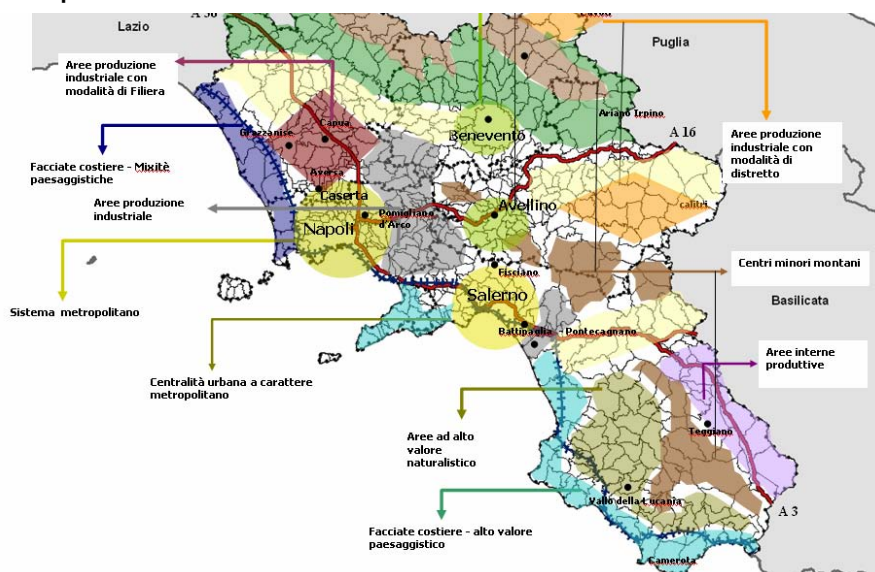 A 30
Lazio
Puglia
Aree produzione
industriale con
modalità di Filiera
Ariano Irpino
Capua
Grazzanise
Benevento
A 16
Aree produzione
industriale con
modalità di
distretto
Facciate costiere - Mixitè
paesaggistiche
Aversa
Caserta
Aree produzione
industriale
Avellino
calitri
Pomigliano
d'Arco
Napoli
Centri minori montani
Fisciano
Salerno
Basilicata
Sistema metropolitano
Battipaglia - Pontecagnano
Centralità urbana a carattere
metropolitano
Aree interne
produttive
Teggiano
Aree ad alto
valore
naturalistico
Vallo della Lucania
A 3
Facciate costiere - alto valore
paesaggistico
Camerota